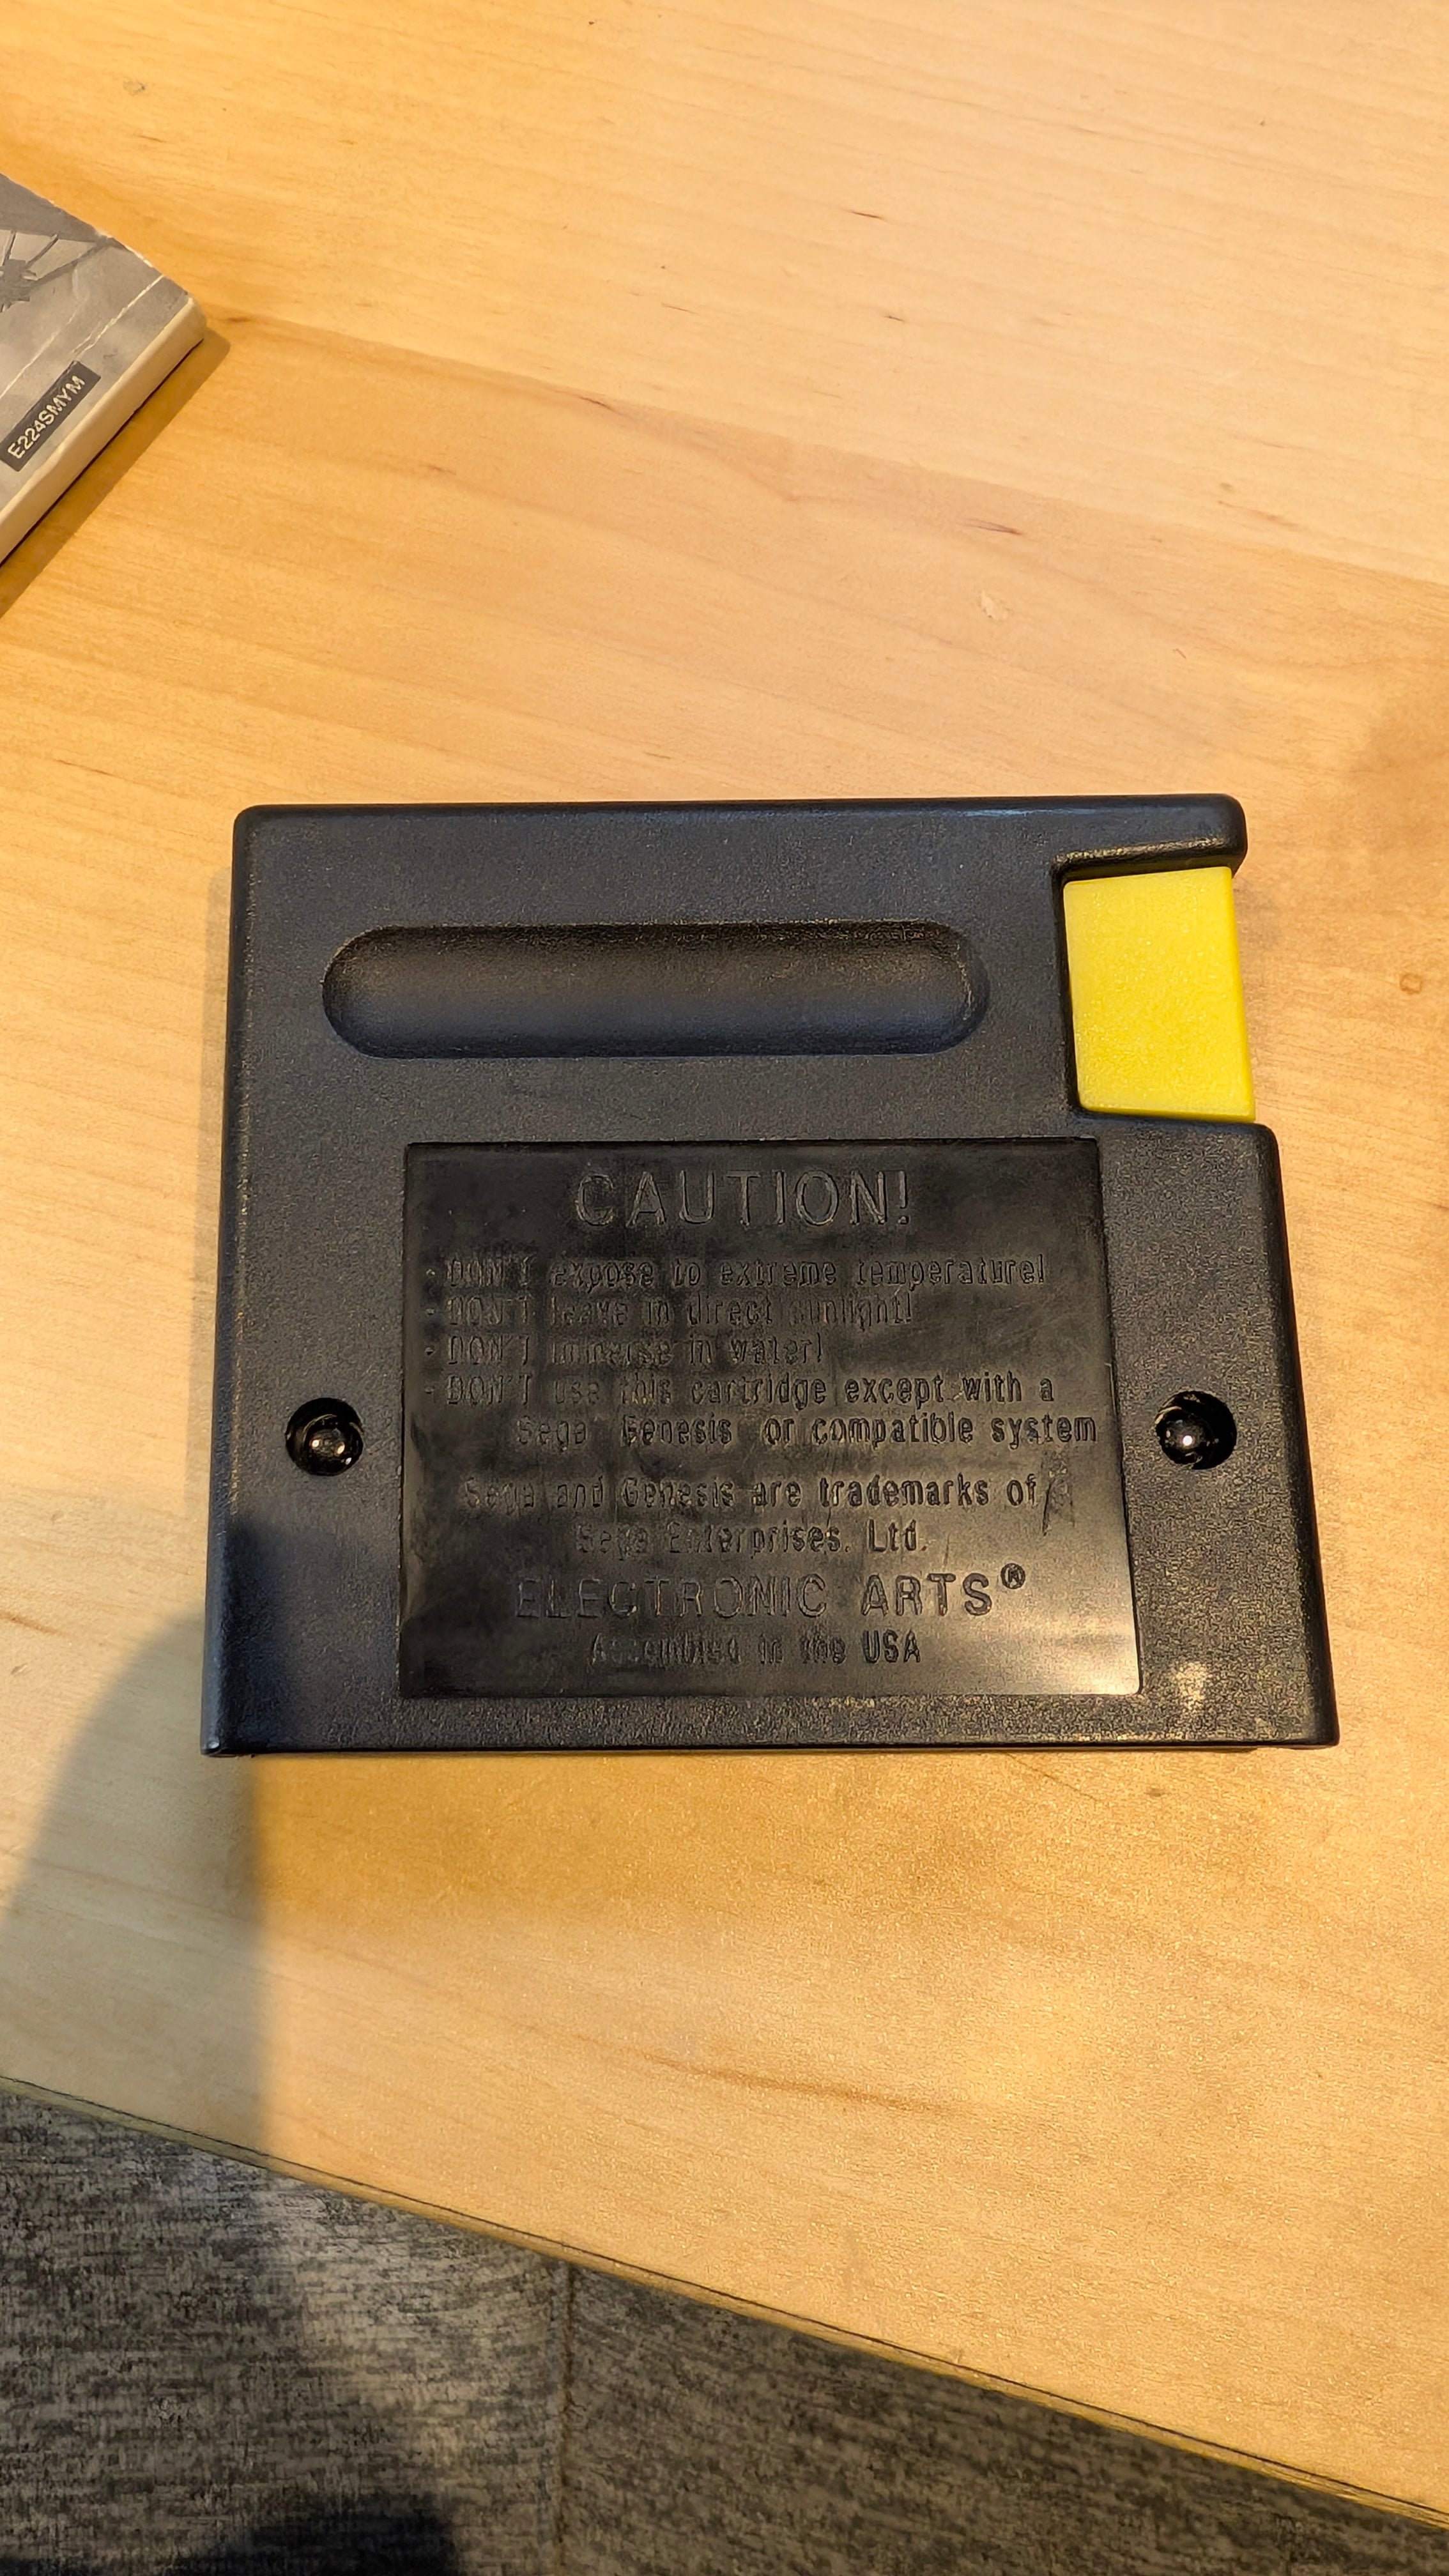 E224SMYM
CAUTION!
- DON'T expose to extreme temperature!
- DON'T leave in direct sunlight!
- DON'T immerse in water!
- DON'T use this cartridge except with a
Sega Genesis or compatible system
Sega and Genesis are trademarks of
Sega Enterprises, Ltd.
ELECTRONIC ARTS®
Assembled in the USA